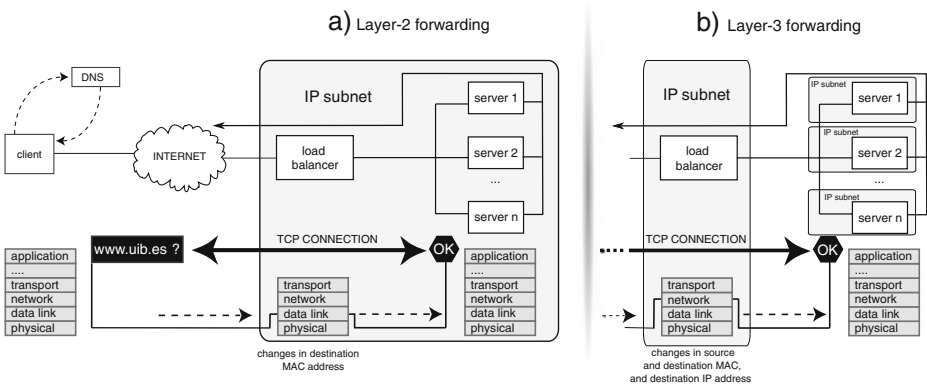 a) Layer-2 forwarding
DNS
client
INTERNET
IP subnet
load
balancer
server 1
server 2
...
server n
www.uib.es ?
TCP CONNECTION
OK
application
....
transport
network
data link
physical
transport
network
data link
physical
application
....
transport
network
data link
physical
changes in destination
MAC address
b) Layer-3 forwarding
IP subnet
load
balancer
IP subnet
server 1
IP subnet
server 2
...
IP subnet
server n
TCP CONNECTION
OK
transport
network
data link
physical
application
....
transport
network
data link
physical
changes in source
and destination MAC,
and destination IP address